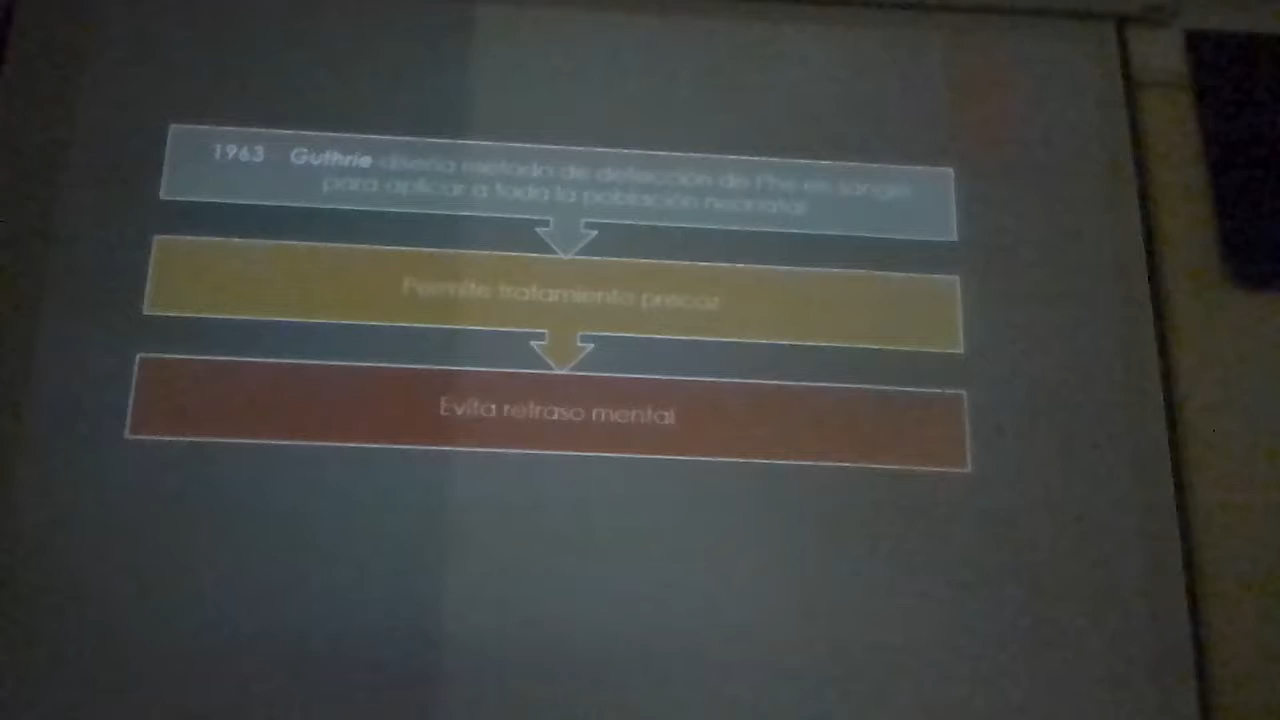 1963 Guthrie diseña metodo de detección de Phe en sangre
para aplicar a toda la población neonatal
Permite tratamiento precoz
Evita retraso mental